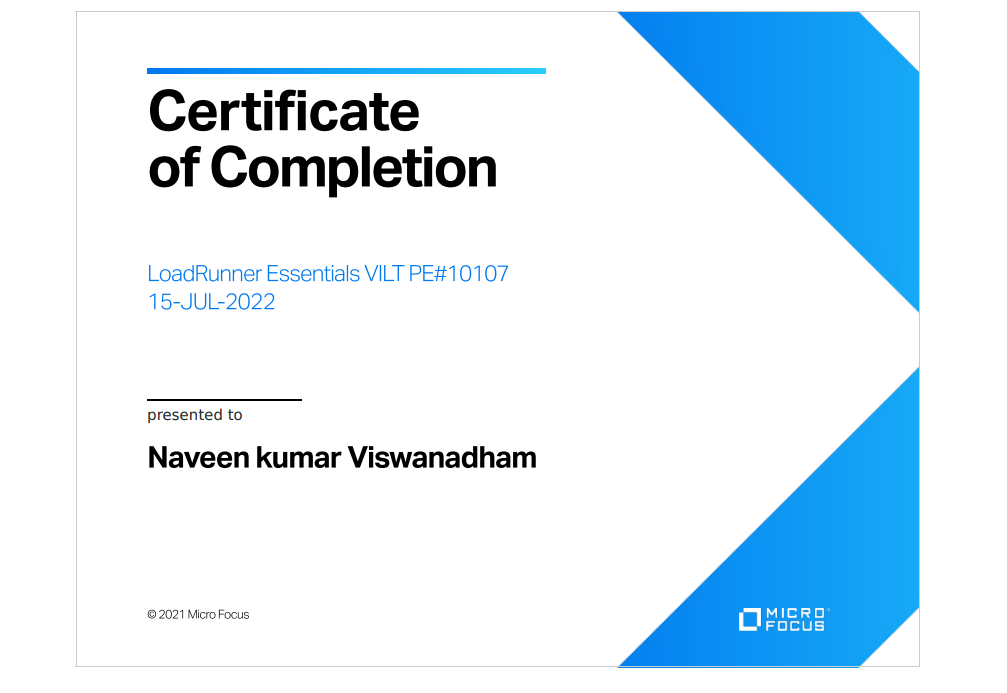 Certificate
of Completion
LoadRunner Essentials VILT PE#10107
15-JUL-2022
presented to
Naveen kumar Viswanadham
© 2021 Micro Focus
MICRO
FOCUS